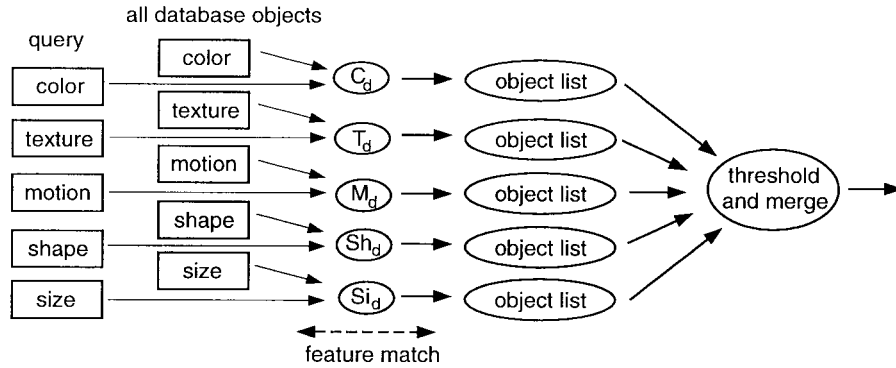 all database objects
query
color
color
C_d
object list
texture
texture
T_d
object list
motion
motion
M_d
object list
threshold
and merge
shape
shape
Sh_d
object list
size
size
Si_d
object list
feature match